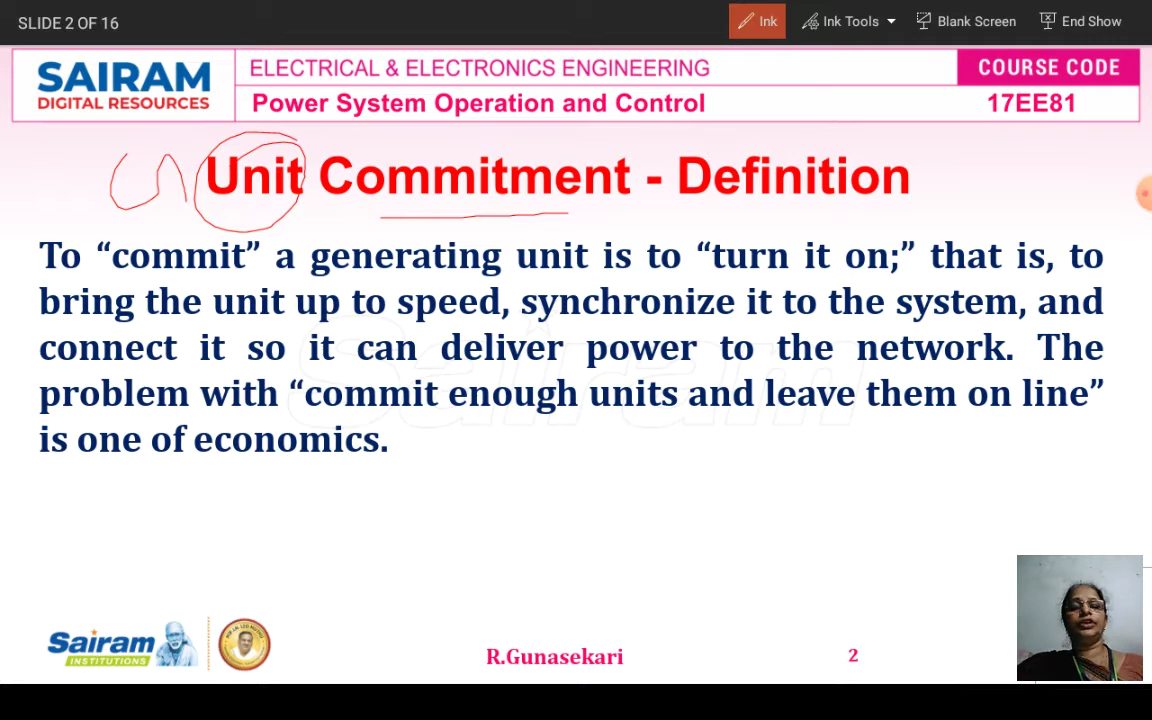 SLIDE 2 OF 16
Ink
Ink Tools
Blank Screen
End Show
SAIRAM
DIGITAL RESOURCES
ELECTRICAL & ELECTRONICS ENGINEERING
Power System Operation and Control
COURSE CODE
17EE81
Unit Commitment - Definition
To “commit” a generating unit is to “turn it on;” that is, to
bring the unit up to speed, synchronize it to the system, and
connect it so it can deliver power to the network. The
problem with “commit enough units and leave them on line”
is one of economics.
Sairam
Sairam
INSTITUTIONS
R.Gunasekari
2